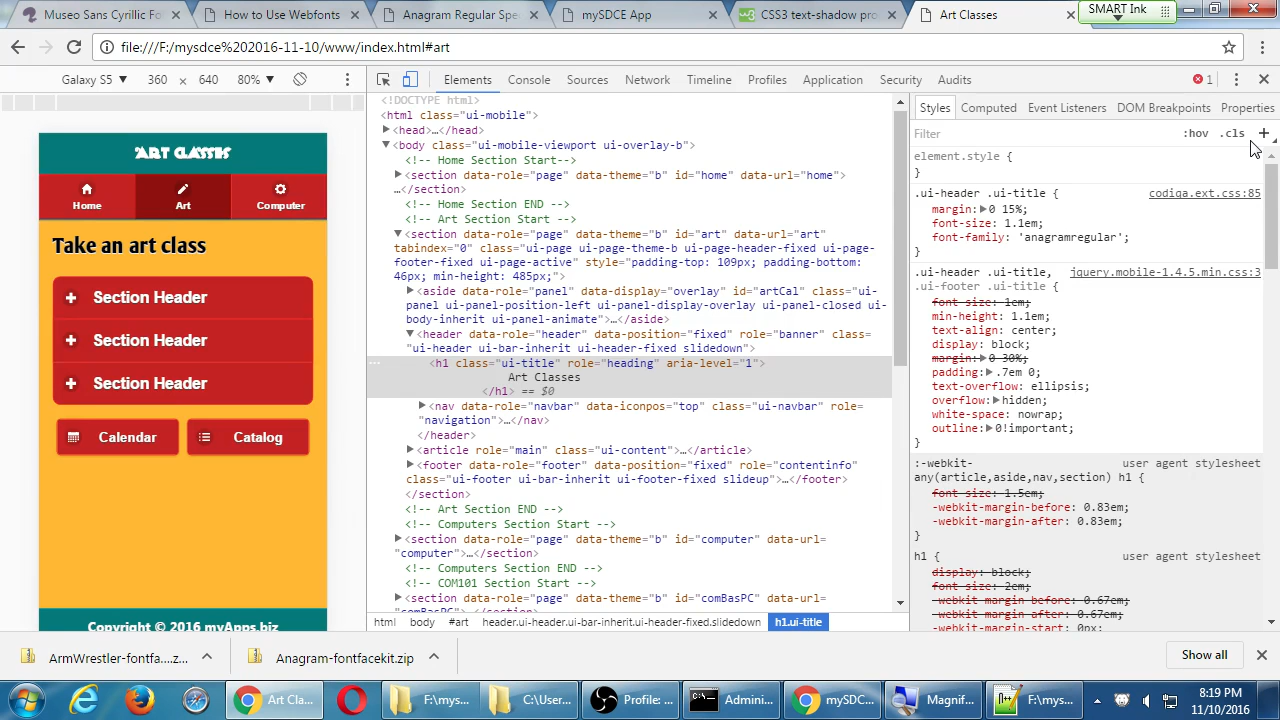 Museo Sans Cyrillic Fo
How to Use Webfonts
Anagram Regular Spe
mySDCE App
CSS3 text-shadow pro
Art Classes
SMART Ink
file:///F:/mysdce%202016-11-10/www/index.html#art
Galaxy S5 ▼ 360 × 640 80% ▼
Elements Console Sources Network Timeline Profiles Application Security Audits 1
ART CLASSES
Home Art Computer
Take an art class
Section Header
Section Header
Section Header
Calendar Catalog
Copyright © 2016 myApps.biz
<!DOCTYPE html>
<html class="ui-mobile">
<head>…</head>
<body class="ui-mobile-viewport ui-overlay-b">
<!-- Home Section Start-->
<section data-role="page" data-theme="b" id="home" data-url="home">
…</section>
<!-- Home Section END -->
<!-- Art Section Start -->
<section data-role="page" data-theme="b" id="art" data-url="art"
tabindex="0" class="ui-page ui-page-theme-b ui-page-header-fixed ui-page-
footer-fixed ui-page-active" style="padding-top: 109px; padding-bottom:
46px; min-height: 485px;">
<aside data-role="panel" data-display="overlay" id="artCal" class="ui-
panel ui-panel-position-left ui-panel-display-overlay ui-panel-closed ui-
body-inherit ui-panel-animate">…</aside>
<header data-role="header" data-position="fixed" role="banner" class=
"ui-header ui-bar-inherit ui-header-fixed slidedown">
<h1 class="ui-title" role="heading" aria-level="1">
Art Classes
</h1> == $0
<nav data-role="navbar" data-iconpos="top" class="ui-navbar" role=
"navigation">…</nav>
</header>
<article role="main" class="ui-content">…</article>
<footer data-role="footer" data-position="fixed" role="contentinfo"
class="ui-footer ui-bar-inherit ui-footer-fixed slideup">…</footer>
</section>
<!-- Art Section END -->
<!-- Computers Section Start -->
<section data-role="page" data-theme="b" id="computer" data-url=
"computer">…</section>
<!-- Computers Section END -->
<!-- COM101 Section Start -->
<section data-role="page" data-theme="b" id="comBasPC" data-url=
"comBasPC">…</section>
html body #art header.ui-header.ui-bar-inherit.ui-header-fixed.slidedown h1.ui-title
Styles Computed Event Listeners DOM Breakpoints Properties
Filter :hov .cls +
element.style {
}
.ui-header .ui-title { codiqa.ext.css:85
margin: 0 15%;
font-size: 1.1em;
font-family: 'anagramregular';
}
.ui-header .ui-title, jquery.mobile-1.4.5.min.css:3
.ui-footer .ui-title {
font-size: 1em;
min-height: 1.1em;
text-align: center;
display: block;
margin: 0 30%;
padding: .7em 0;
text-overflow: ellipsis;
overflow: hidden;
white-space: nowrap;
outline: 0!important;
}
:-webkit- user agent stylesheet
any(article,aside,nav,section) h1 {
font-size: 1.5em;
-webkit-margin-before: 0.83em;
-webkit-margin-after: 0.83em;
}
h1 { user agent stylesheet
display: block;
font-size: 2em;
-webkit-margin-before: 0.67em;
-webkit-margin-after: 0.67em;
-webkit-margin-start: 0px;
ArmWrestler-fontfa....z...
Anagram-fontfacekit.zip
Show all
Art Cla...
F:\mys...
C:\User...
Profile: ...
Admini...
mySDC...
Magnif...
F:\mys...
8:19 PM
11/10/2016